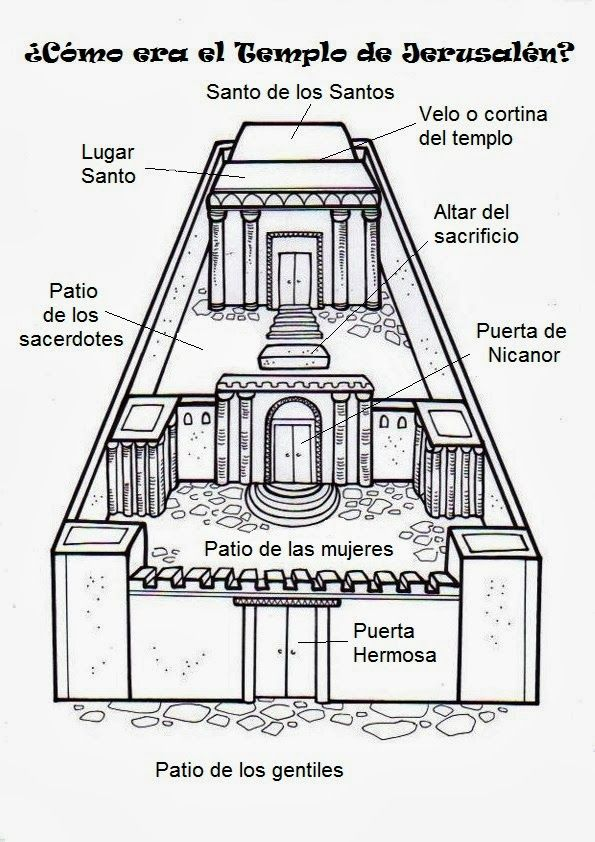 ¿Cómo era el Templo de Jerusalén?
Santo de los Santos
Velo o cortina
del templo
Lugar
Santo
Altar del
sacrificio
Patio
de los
sacerdotes
Puerta de
Nicanor
Patio de las mujeres
Puerta
Hermosa
Patio de los gentiles